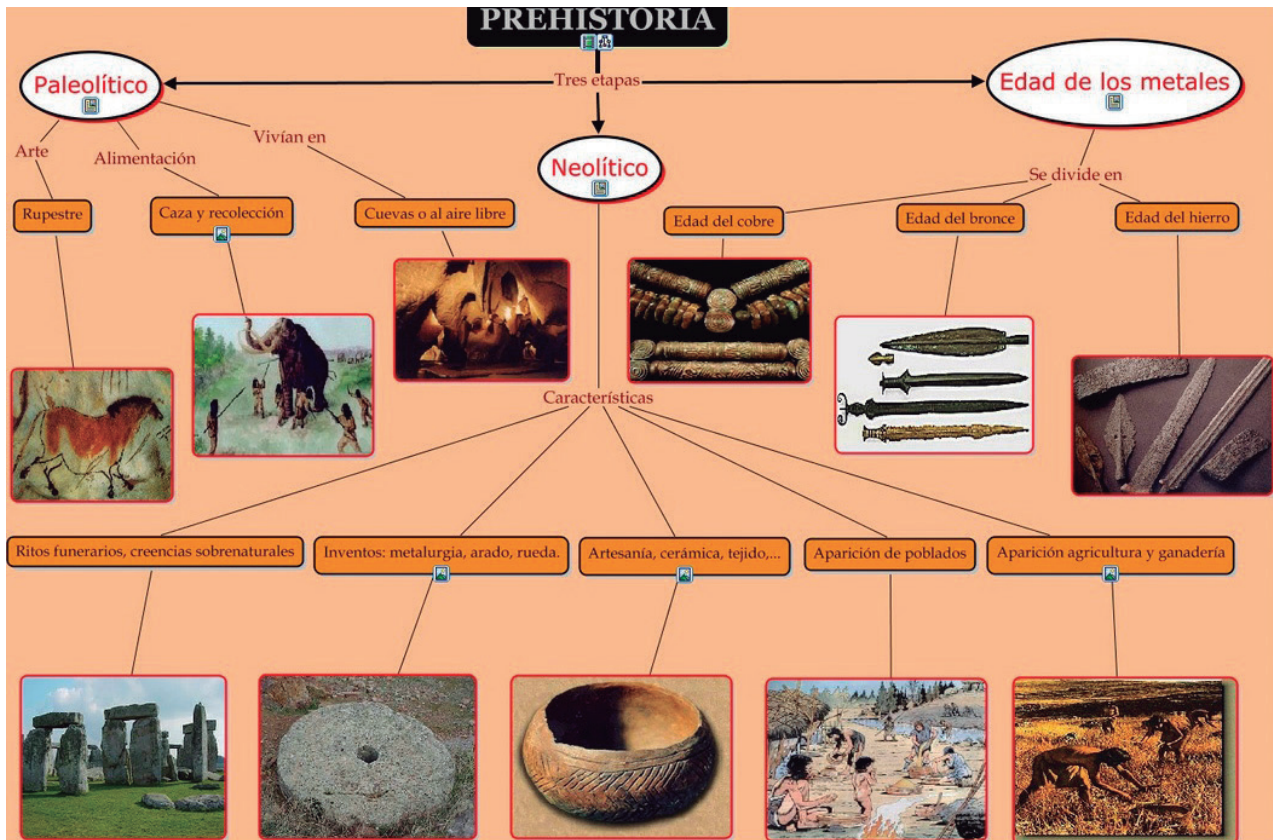 PREHISTORIA
Tres etapas
Paleolítico
Edad de los metales
Neolítico
Arte
Alimentación
Vivían en
Se divide en
Rupestre
Caza y recolección
Cuevas o al aire libre
Edad del cobre
Edad del bronce
Edad del hierro
Características
Ritos funerarios, creencias sobrenaturales
Inventos: metalurgia, arado, rueda.
Artesanía, cerámica, tejido,...
Aparición de poblados
Aparición agricultura y ganadería